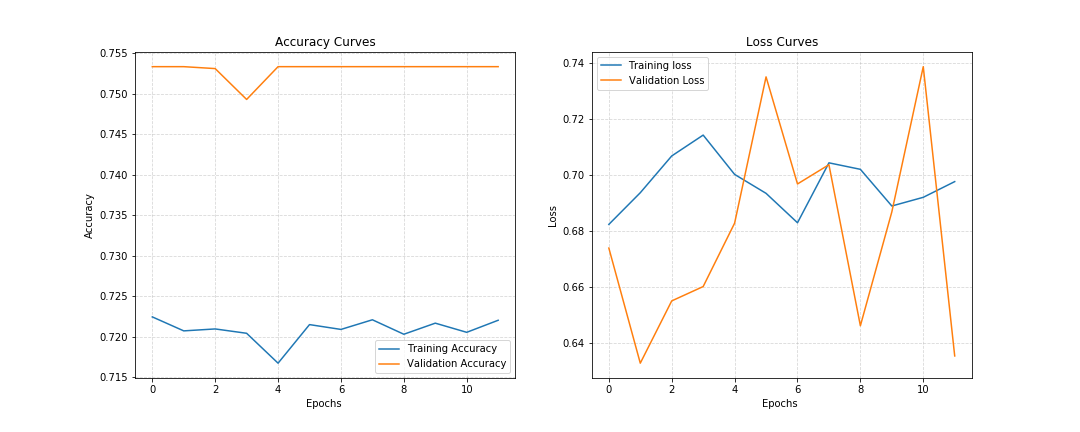 Accuracy Curves
0.755
0.750
0.745
0.740
0.735
0.730
0.725
0.720
0.715
Accuracy
0 2 4 6 8 10
Epochs
Training Accuracy
Validation Accuracy
Loss Curves
0.74
0.72
0.70
0.68
0.66
0.64
Loss
0 2 4 6 8 10
Epochs
Training loss
Validation Loss